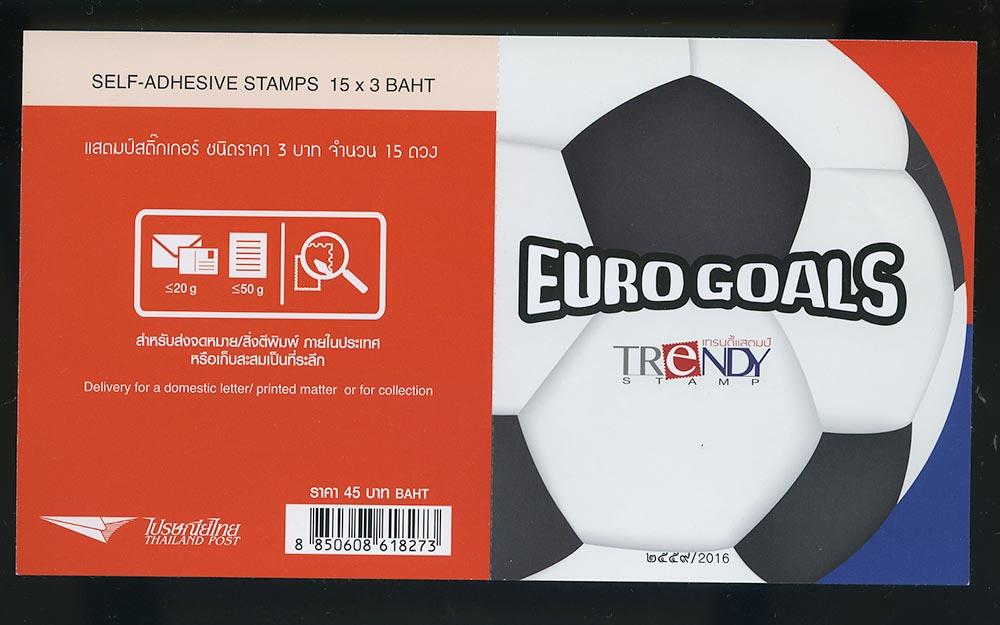 SELF-ADHESIVE STAMPS 15 x 3 BAHT
แสตมป์สติ๊กเกอร์ ชนิดราคา 3 บาท จำนวน 15 ดวง
≤20 g ≤50 g
สำหรับส่งจดหมาย/สิ่งตีพิมพ์ ภายในประเทศ
หรือเก็บสะสมเป็นที่ระลึก
Delivery for a domestic letter/ printed matter or for collection
ราคา 45 บาท BAHT
8 850608 618273
ไปรษณีย์ไทย
THAILAND POST
EURO GOALS
เทรนดี้แสตมป์
TReNDY
STAMP
๒๕๕๙/2016